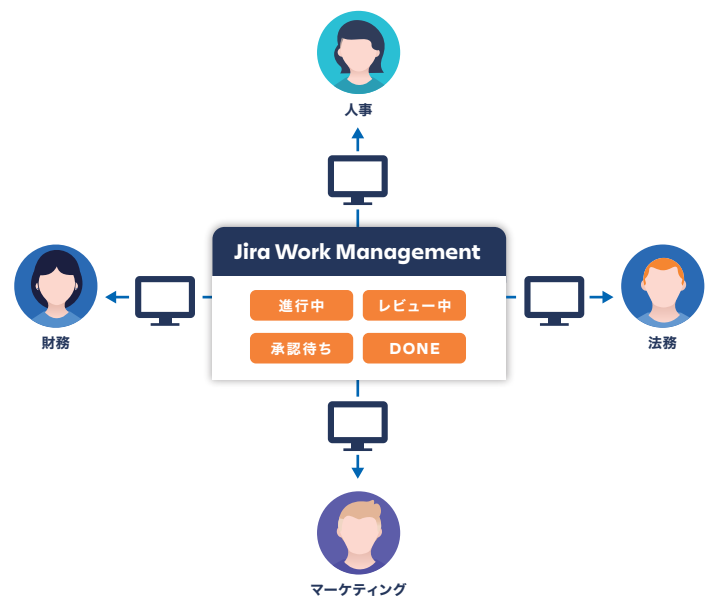 人事
Jira Work Management
進行中
レビュー中
承認待ち
DONE
財務
法務
マーケティング